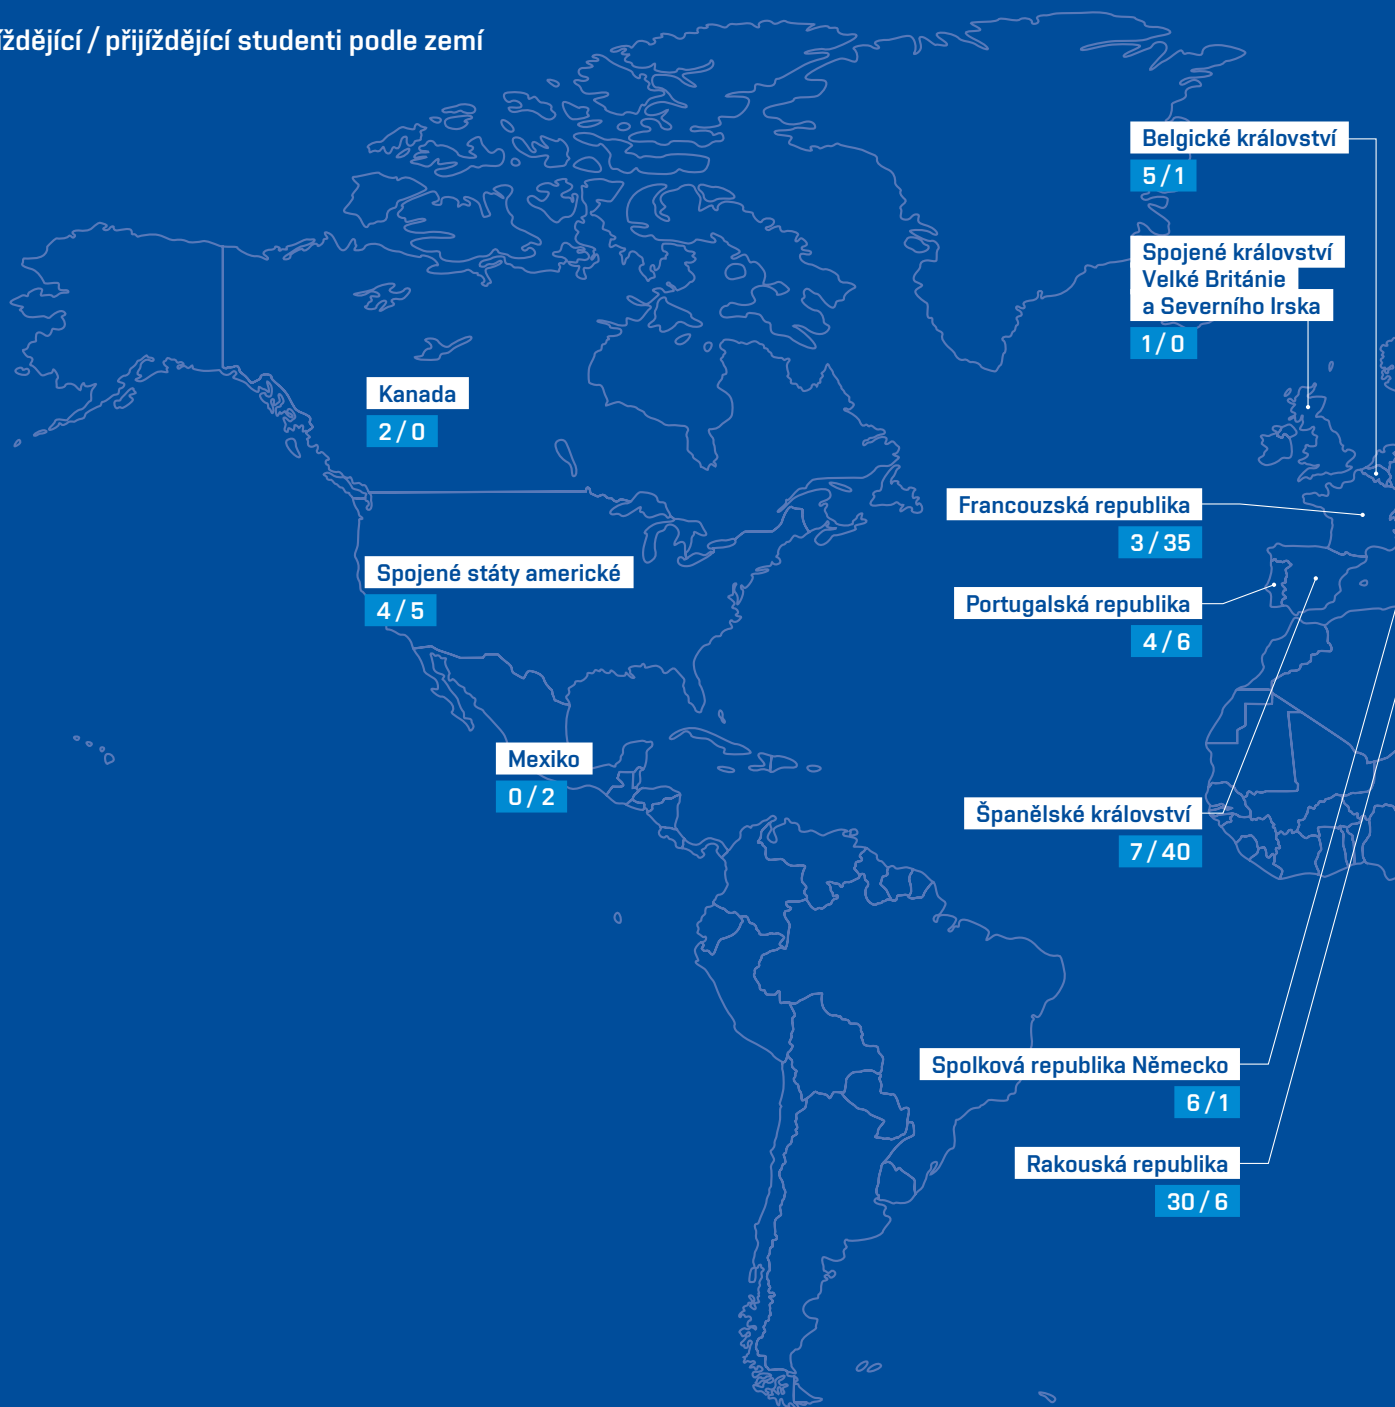 / přijíždějící studenti podle zemí
Belgické království
5 / 1
Spojené království
Velké Británie
a Severního Irska
1 / 0
Kanada
2 / 0
Francouzská republika
3 / 35
Spojené státy americké
4 / 5
Portugalská republika
4 / 6
Mexiko
0 / 2
Španělské království
7 / 40
Spolková republika Německo
6 / 1
Rakouská republika
30 / 6